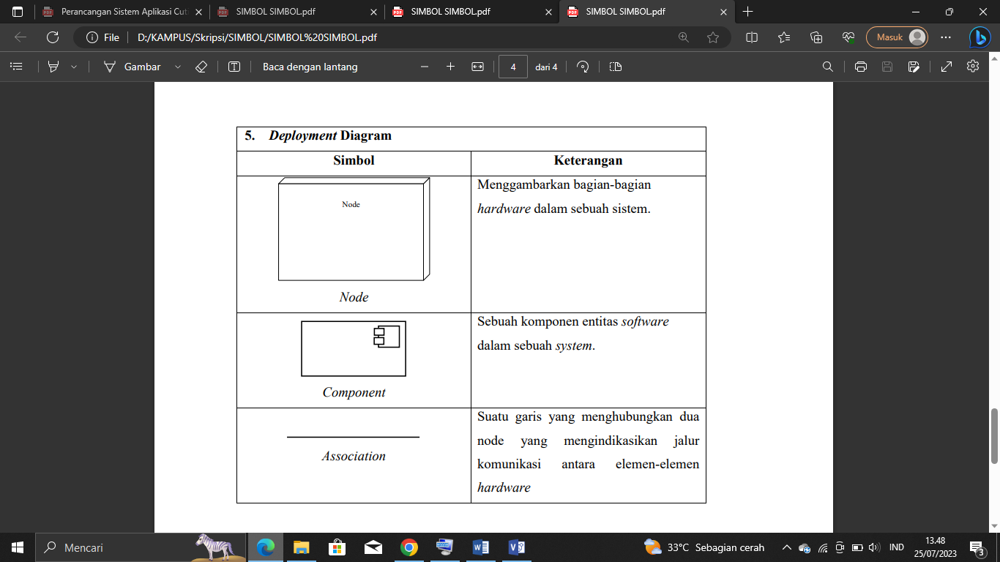 Perancangan Sistem Aplikasi Cut
SIMBOL SIMBOL.pdf
SIMBOL SIMBOL.pdf
SIMBOL SIMBOL.pdf
File
D:/KAMPUS/Skripsi/SIMBOL/SIMBOL%20SIMBOL.pdf
Masuk
Gambar
Baca dengan lantang
4
dari 4
5. Deployment Diagram
Simbol
Keterangan
Node
Node
Menggambarkan bagian-bagian
hardware dalam sebuah sistem.
Component
Sebuah komponen entitas software
dalam sebuah system.
Association
Suatu garis yang menghubungkan dua
node yang mengindikasikan jalur
komunikasi antara elemen-elemen
hardware
Mencari
33°C Sebagian cerah
IND
13.48
25/07/2023
3